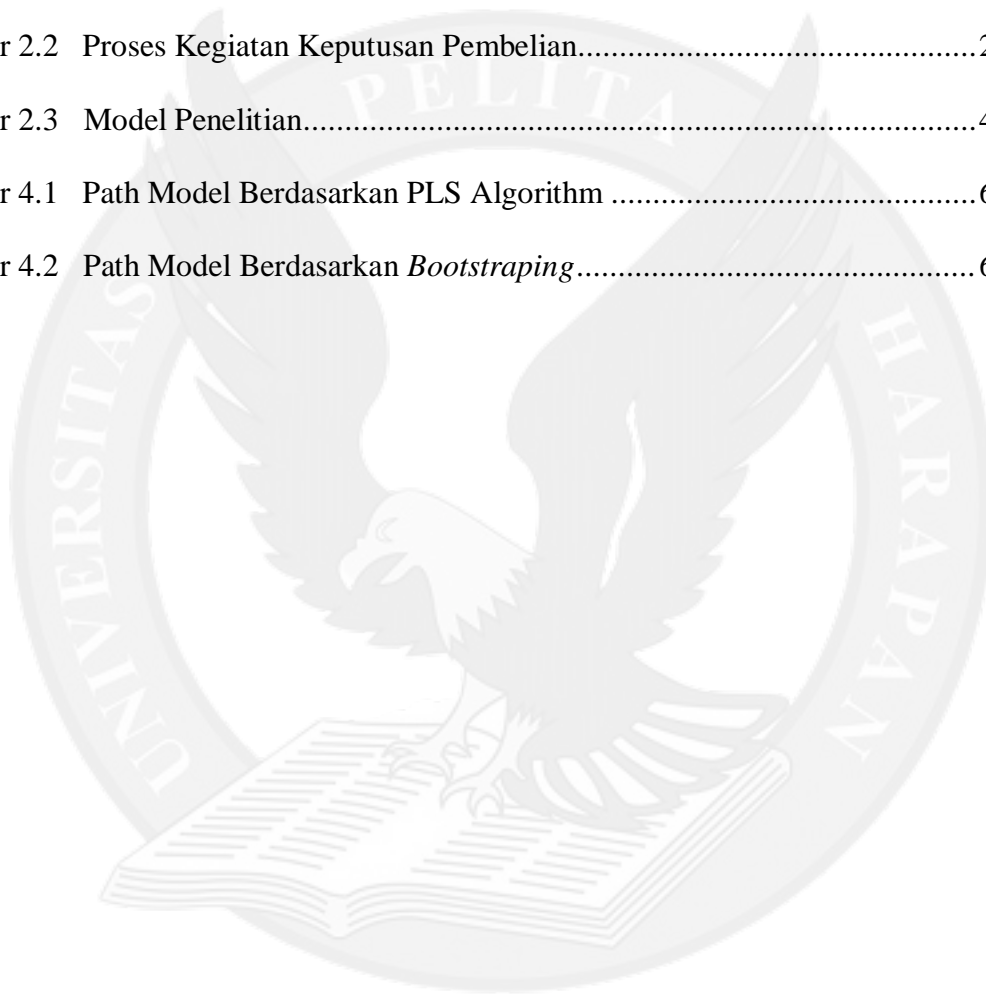 r 2.2 Proses Kegiatan Keputusan Pembelian...........................................................2
r 2.3 Model Penelitian....................................................................................................4
r 4.1 Path Model Berdasarkan PLS Algorithm .......................................................6
r 4.2 Path Model Berdasarkan Bootstraping............................................................6
UNIVERSITAS PELITA HARAPAN